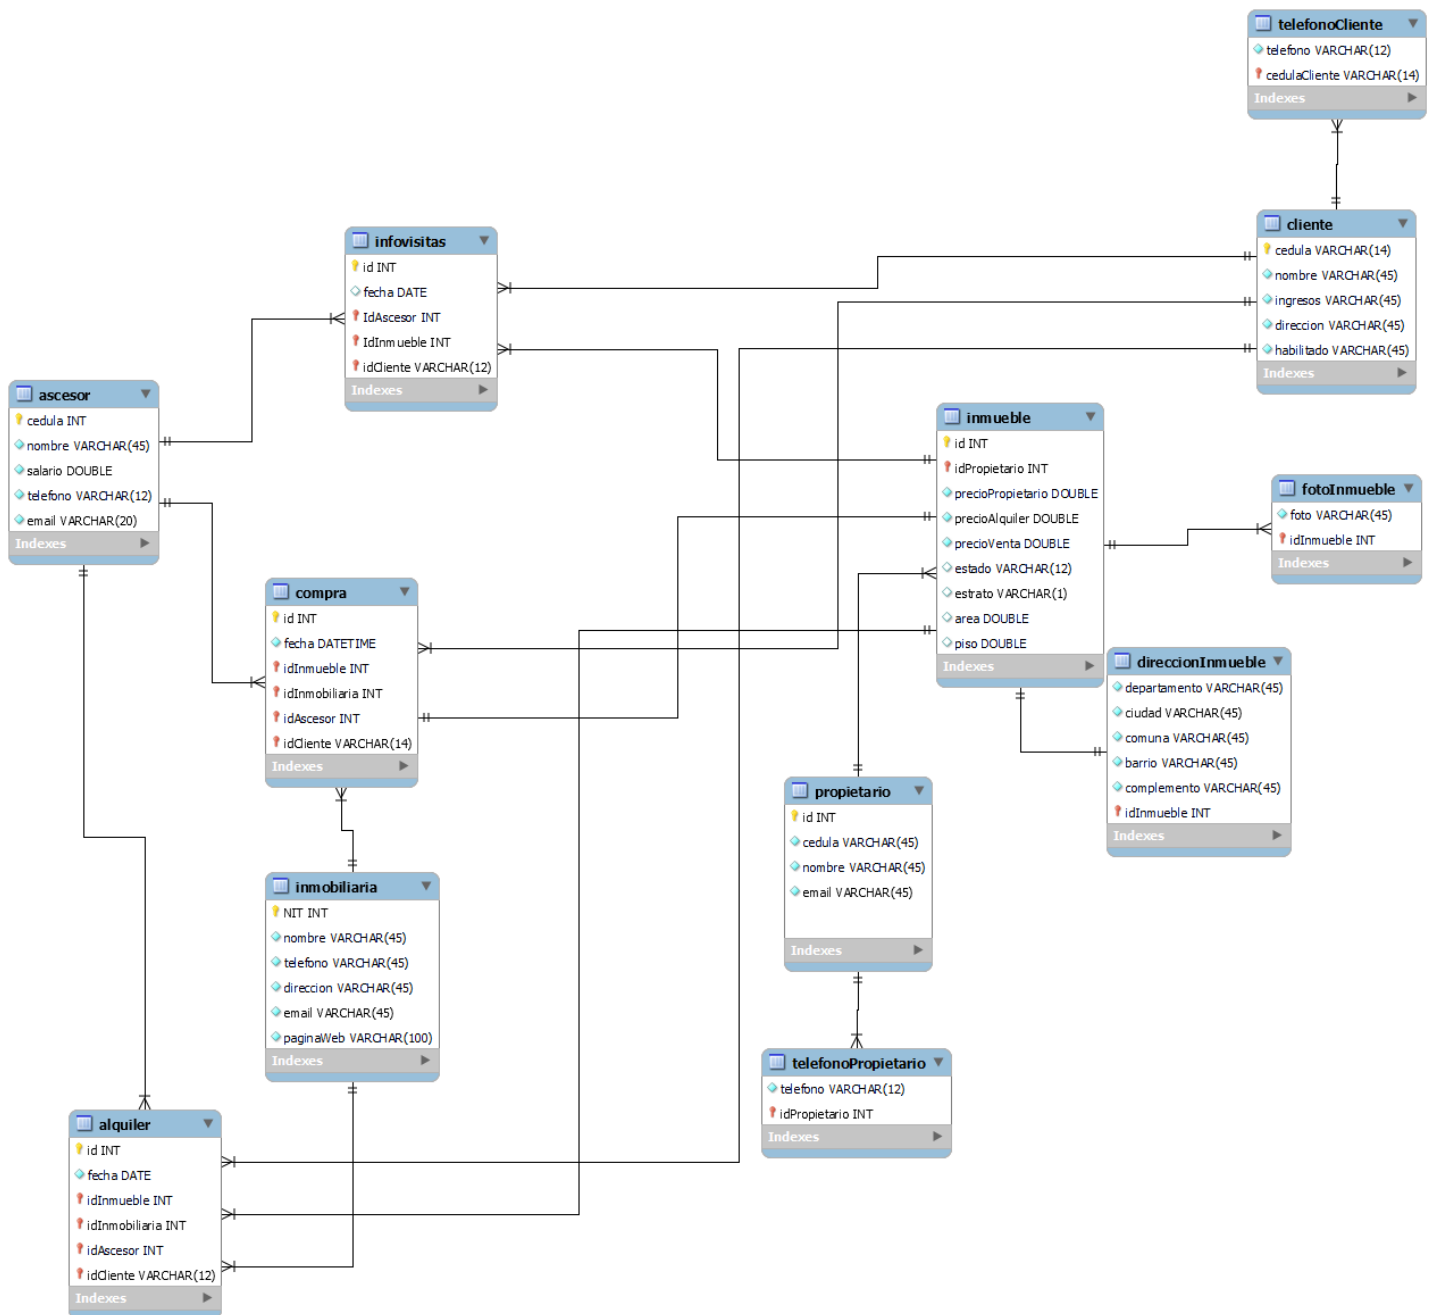 telefonoCliente
telefono VARCHAR(12)
cedulaCliente VARCHAR(14)
Indexes
cliente
cedula VARCHAR(14)
nombre VARCHAR(45)
ingresos VARCHAR(45)
direccion VARCHAR(45)
habilitado VARCHAR(45)
Indexes
infovisitas
id INT
fecha DATE
IdAscesor INT
IdInmueble INT
idCliente VARCHAR(12)
Indexes
ascesor
cedula INT
nombre VARCHAR(45)
salario DOUBLE
telefono VARCHAR(12)
email VARCHAR(20)
Indexes
inmueble
id INT
idPropietario INT
precioPropietario DOUBLE
precioAlquiler DOUBLE
precioVenta DOUBLE
estado VARCHAR(12)
estrato VARCHAR(1)
area DOUBLE
piso DOUBLE
Indexes
fotoInmueble
foto VARCHAR(45)
idInmueble INT
Indexes
compra
id INT
fecha DATETIME
idInmueble INT
idInmobiliaria INT
idAscesor INT
idCliente VARCHAR(14)
Indexes
direccionInmueble
departamento VARCHAR(45)
ciudad VARCHAR(45)
comuna VARCHAR(45)
barrio VARCHAR(45)
complemento VARCHAR(45)
idInmueble INT
Indexes
propietario
id INT
cedula VARCHAR(45)
nombre VARCHAR(45)
email VARCHAR(45)
Indexes
inmobiliaria
NIT INT
nombre VARCHAR(45)
telefono VARCHAR(45)
direccion VARCHAR(45)
email VARCHAR(45)
paginaWeb VARCHAR(100)
Indexes
telefonoPropietario
telefono VARCHAR(12)
idPropietario INT
Indexes
alquiler
id INT
fecha DATE
idInmueble INT
idInmobiliaria INT
idAscesor INT
idCliente VARCHAR(12)
Indexes